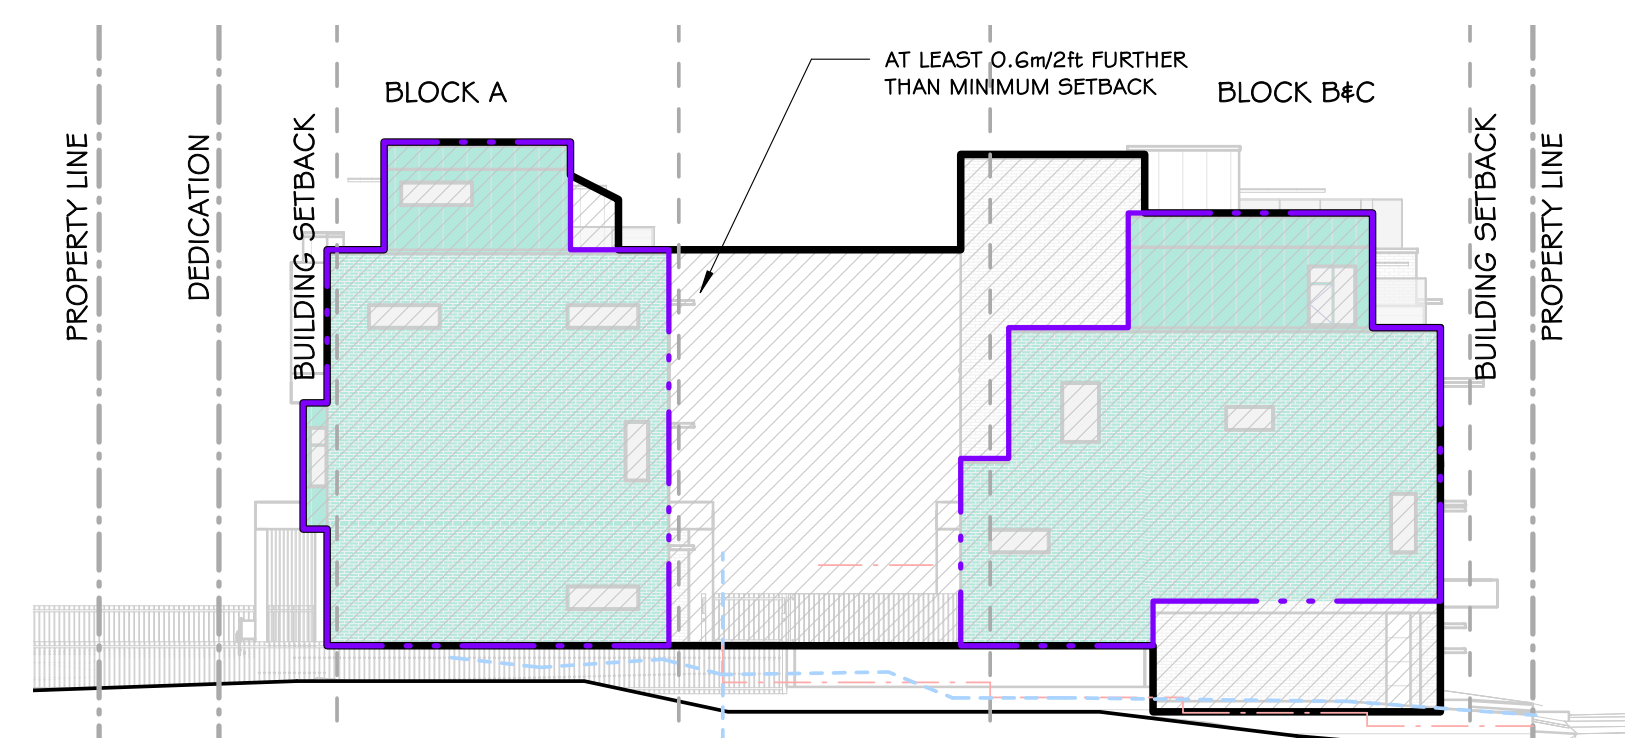 AT LEAST 0.6m/2ft FURTHER
THAN MINIMUM SETBACK
BLOCK A
BLOCK B&C
PROPERTY LINE
DEDICATION
BUILDING SETBACK
BUILDING SETBACK
PROPERTY LINE